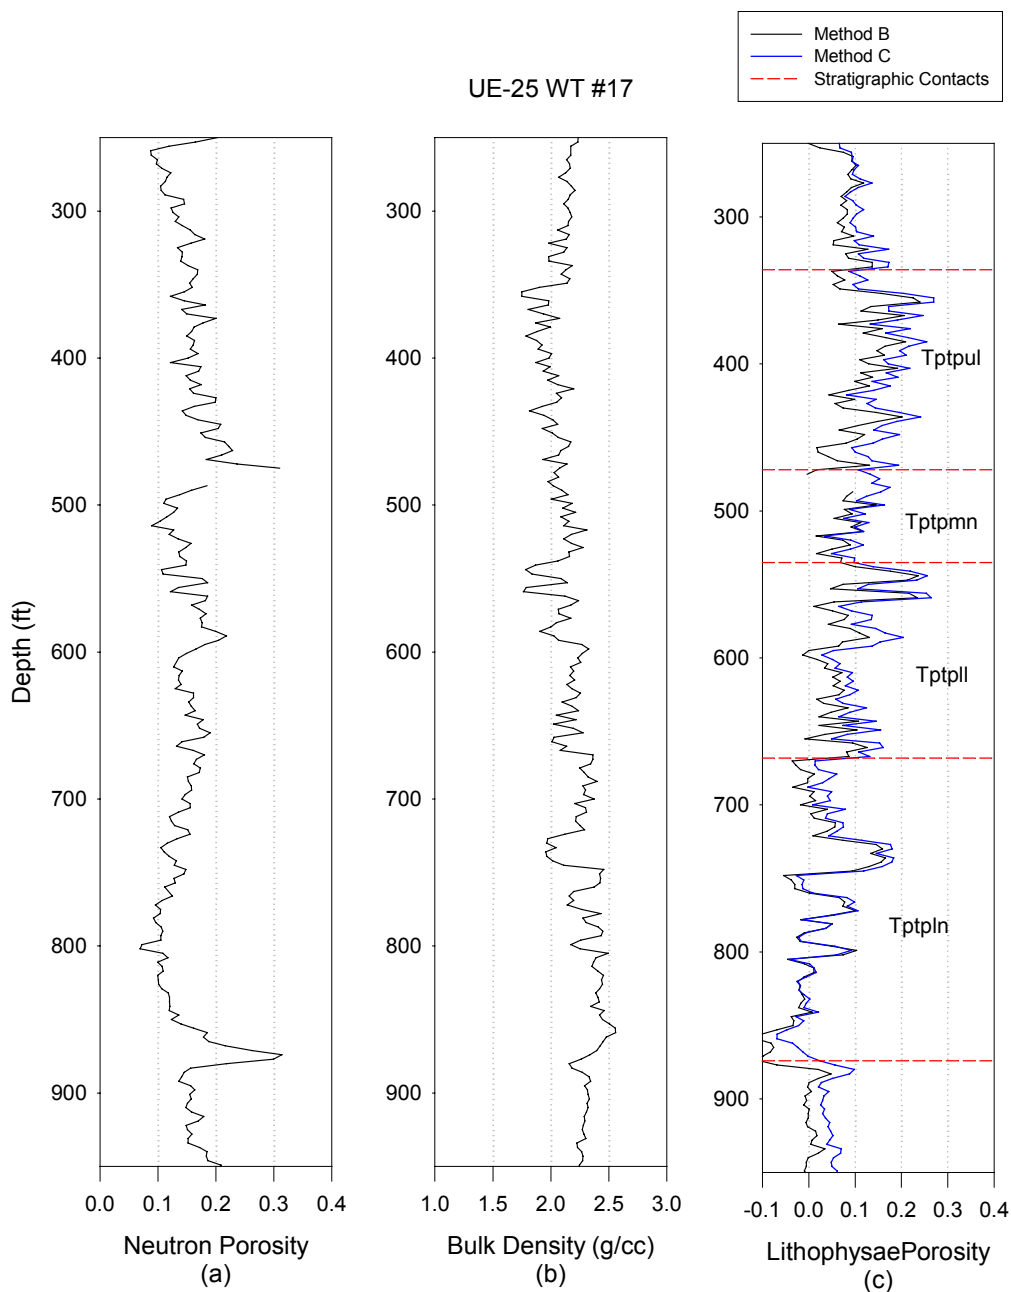 Method B
Method C
Stratigraphic Contacts
UE-25 WT #17
Depth (ft)
300
400
500
600
700
800
900
0.0 0.1 0.2 0.3 0.4
Neutron Porosity
(a)
300
400
500
600
700
800
900
1.0 1.5 2.0 2.5 3.0
Bulk Density (g/cc)
(b)
300
400
500
600
700
800
900
Tptpul
Tptpmn
Tptpll
Tptpln
-0.1 0.0 0.1 0.2 0.3 0.4
LithophysaePorosity
(c)